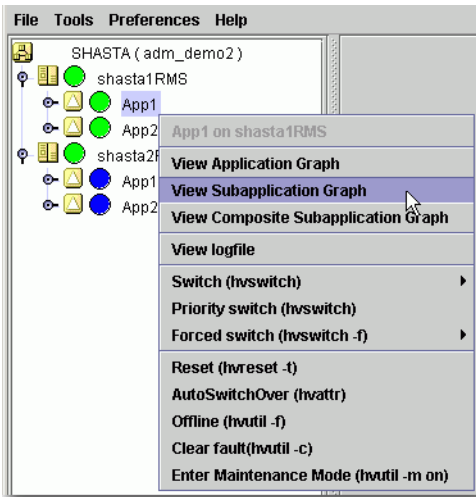 File Tools Preferences Help
SHASTA ( adm_demo2 )
shasta1RMS
App1
App2
shasta2R
App1
App2
App1 on shasta1RMS
View Application Graph
View Subapplication Graph
View Composite Subapplication Graph
View logfile
Switch (hvswitch)
Priority switch (hvswitch)
Forced switch (hvswitch -f)
Reset (hvreset -t)
AutoSwitchOver (hvattr)
Offline (hvutil -f)
Clear fault(hvutil -c)
Enter Maintenance Mode (hvutil -m on)